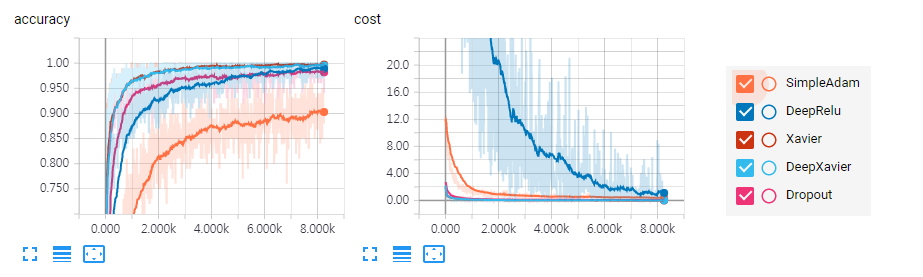 accuracy
1.00
0.950
0.900
0.850
0.800
0.750
0.000 2.000k 4.000k 6.000k 8.000k
cost
20.0
16.0
12.0
8.00
4.00
0.00
0.000 2.000k 4.000k 6.000k 8.000k
SimpleAdam
DeepRelu
Xavier
DeepXavier
Dropout